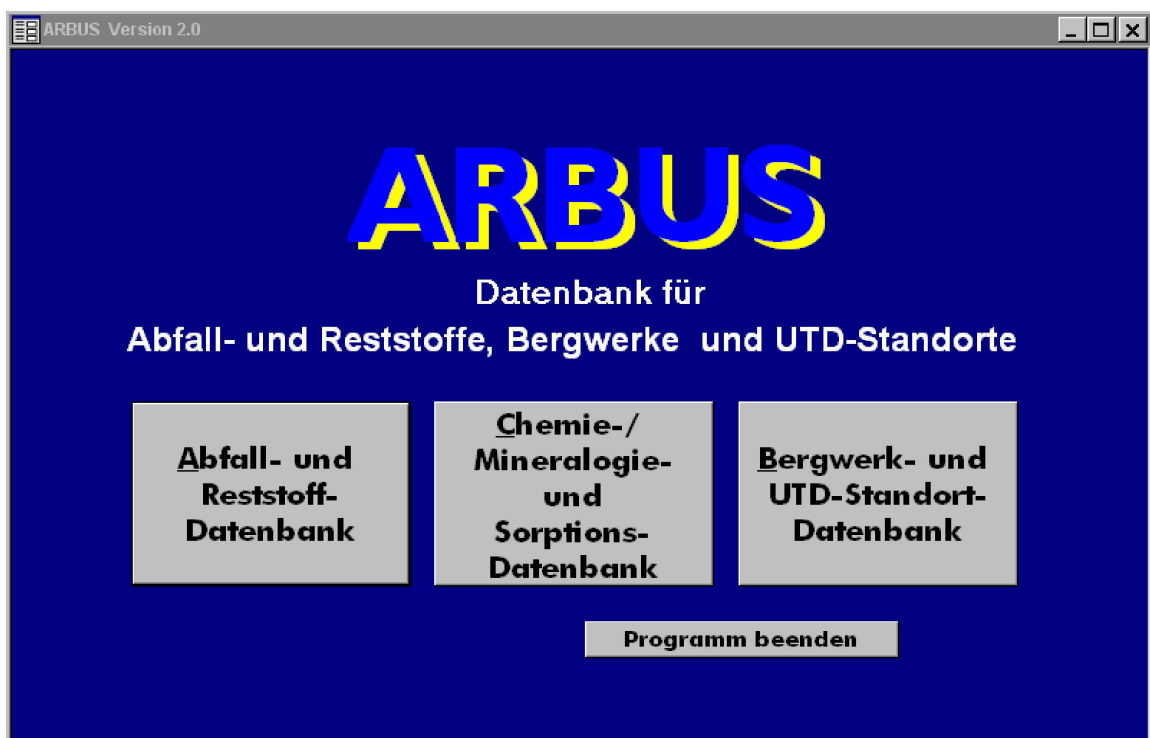 ARBUS Version 2.0
ARBUS
Datenbank für
Abfall- und Reststoffe, Bergwerke und UTD-Standorte
Abfall- und
Reststoff-
Datenbank
Chemie-/
Mineralogie-
und
Sorptions-
Datenbank
Bergwerk- und
UTD-Standort-
Datenbank
Programm beenden